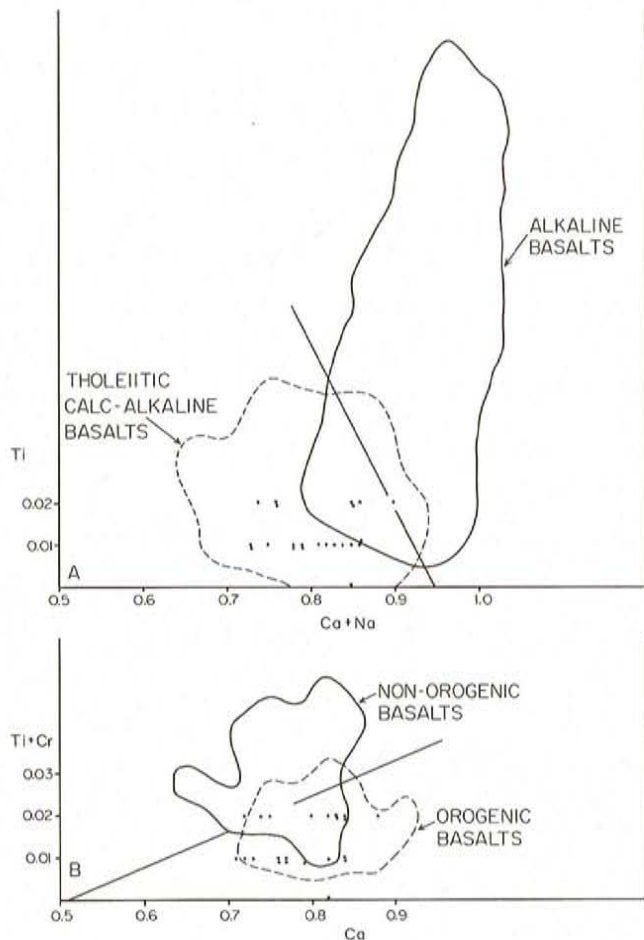 ALKALINE
BASALTS
THOLEIITIC
CALC-ALKALINE
BASALTS
Ti
0.02
0.01
A
0.5 0.6 0.7 0.8 0.9 1.0
Ca+Na
NON-OROGENIC
BASALTS
Ti+Cr
0.03
0.02
OROGENIC
BASALTS
0.01
B
0.5 0.6 0.7 0.8 0.9
Ca